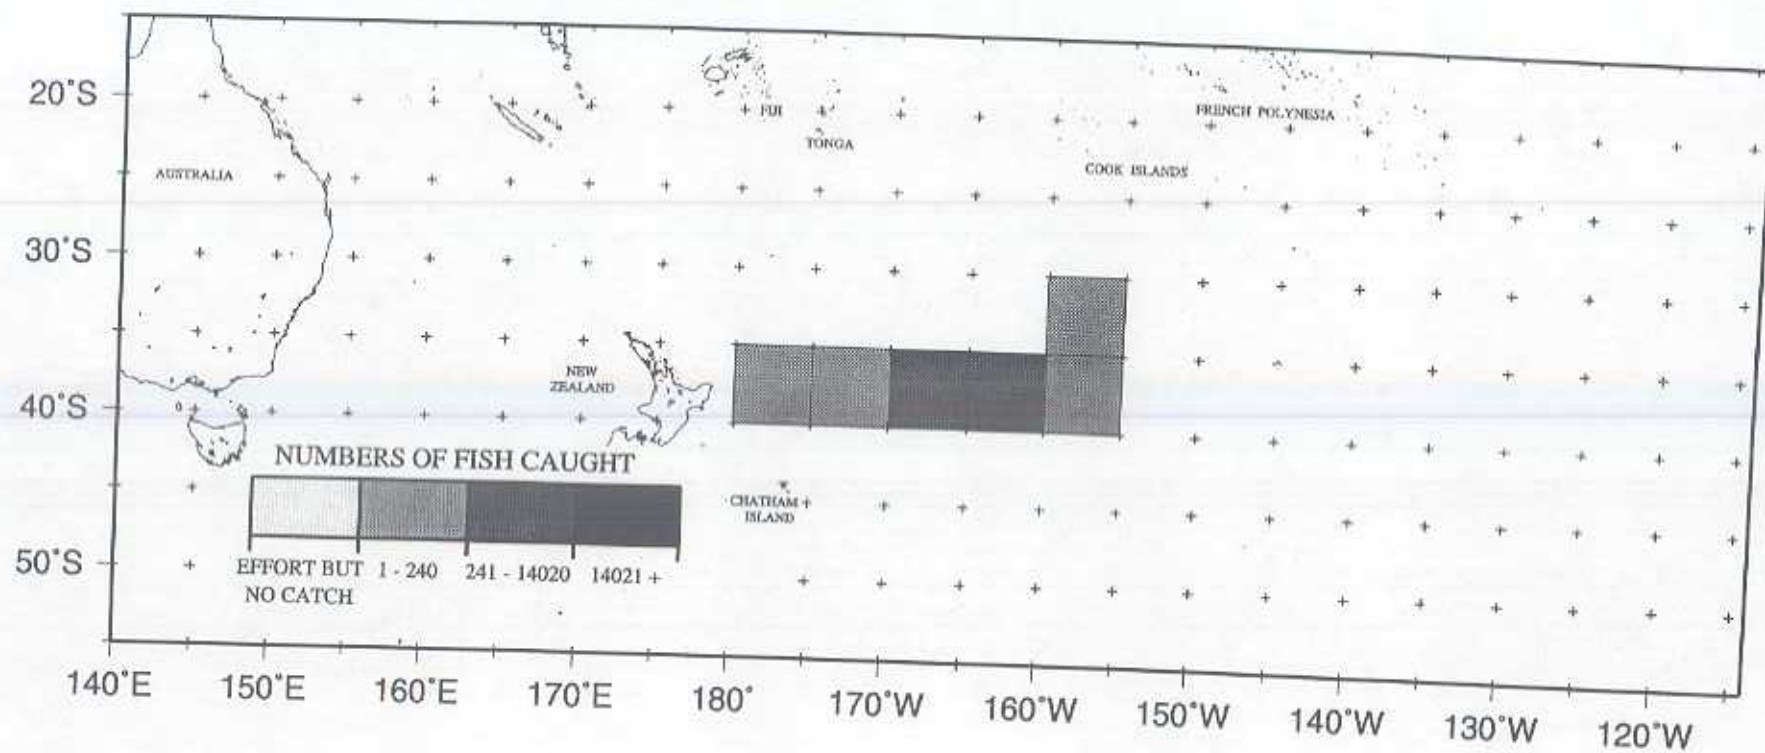 20°S
FIJI
FRENCH POLYNESIA
TONGA
AUSTRALIA
COOK ISLANDS
30°S
NEW
ZEALAND
40°S
NUMBERS OF FISH CAUGHT
CHATHAM
ISLAND
50°S
EFFORT BUT 1 - 240 241 - 14020 14021 +
NO CATCH
140°E 150°E 160°E 170°E 180° 170°W 160°W 150°W 140°W 130°W 120°W